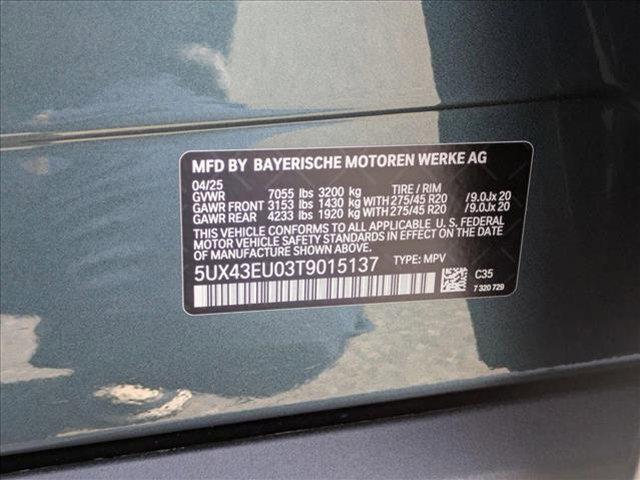 MFD BY BAYERISCHE MOTOREN WERKE AG
04/25
GVWR 7055 lbs 3200 kg TIRE / RIM
GAWR FRONT 3153 lbs 1430 kg WITH 275/45 R20 /9.0Jx 20
GAWR REAR 4233 lbs 1920 kg WITH 275/45 R20 /9.0Jx 20
THIS VEHICLE CONFORMS TO ALL APPLICABLE U. S. FEDERAL
MOTOR VEHICLE SAFETY STANDARDS IN EFFECT ON THE DATE OF
MANUFACTURE SHOWN ABOVE.
5UX43EU03T9015137 TYPE: MPV
C35
7 320 729